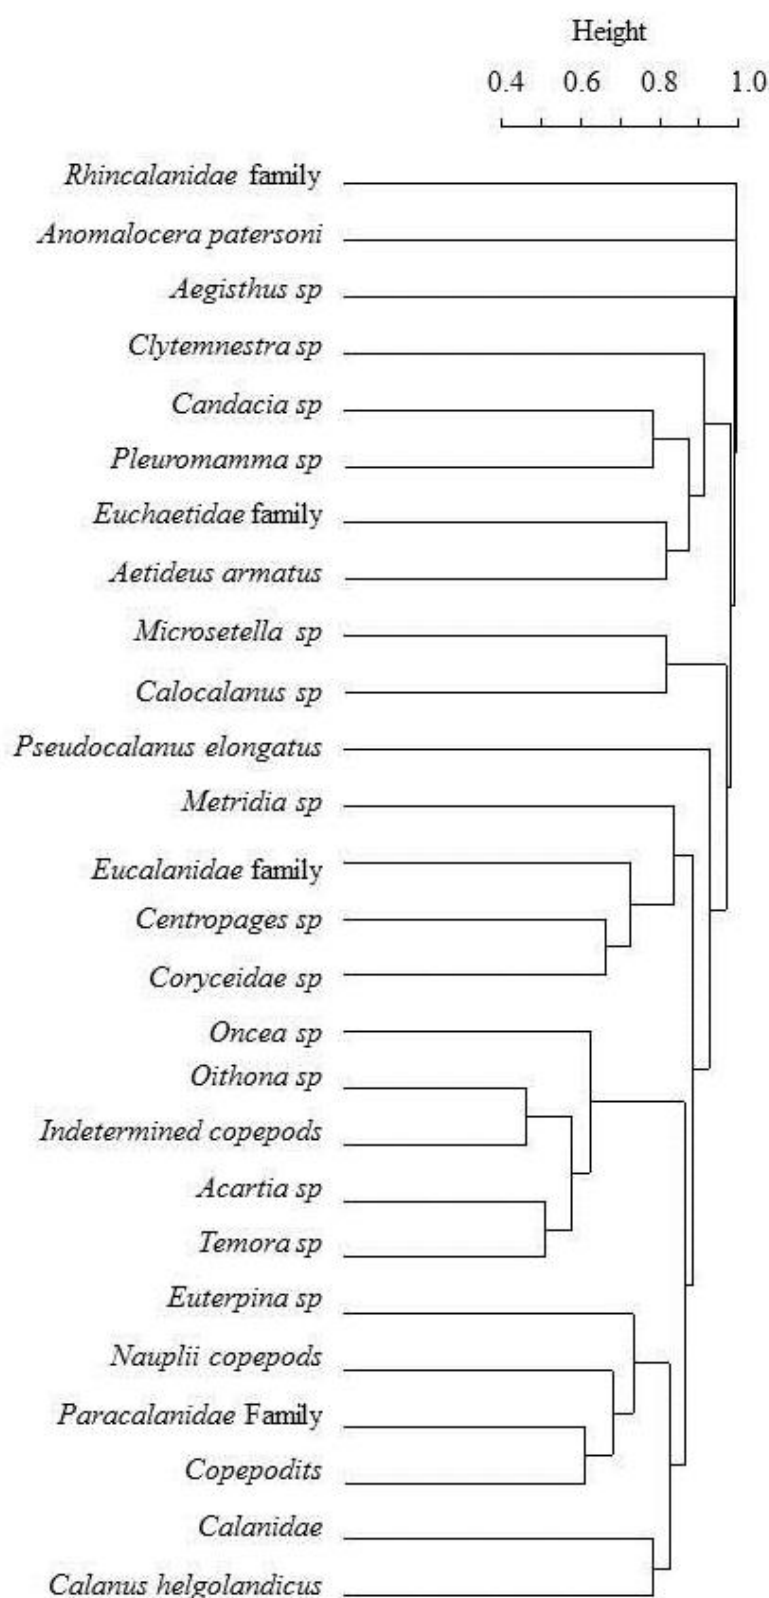 Height
0.4 0.6 0.8 1.0
Rhincalanidae family
Anomalocera patersoni
Aegisthus sp
Clytemnestra sp
Candacia sp
Pleuromamma sp
Euchaetidae family
Aetideus armatus
Microsetella sp
Calocalanus sp
Pseudocalanus elongatus
Metridia sp
Eucalanidae family
Centropages sp
Coryceidae sp
Oncea sp
Oithona sp
Indetermined copepods
Acartia sp
Temora sp
Euterpina sp
Nauplii copepods
Paracalanidae Family
Copepodits
Calanidae
Calanus helgolandicus